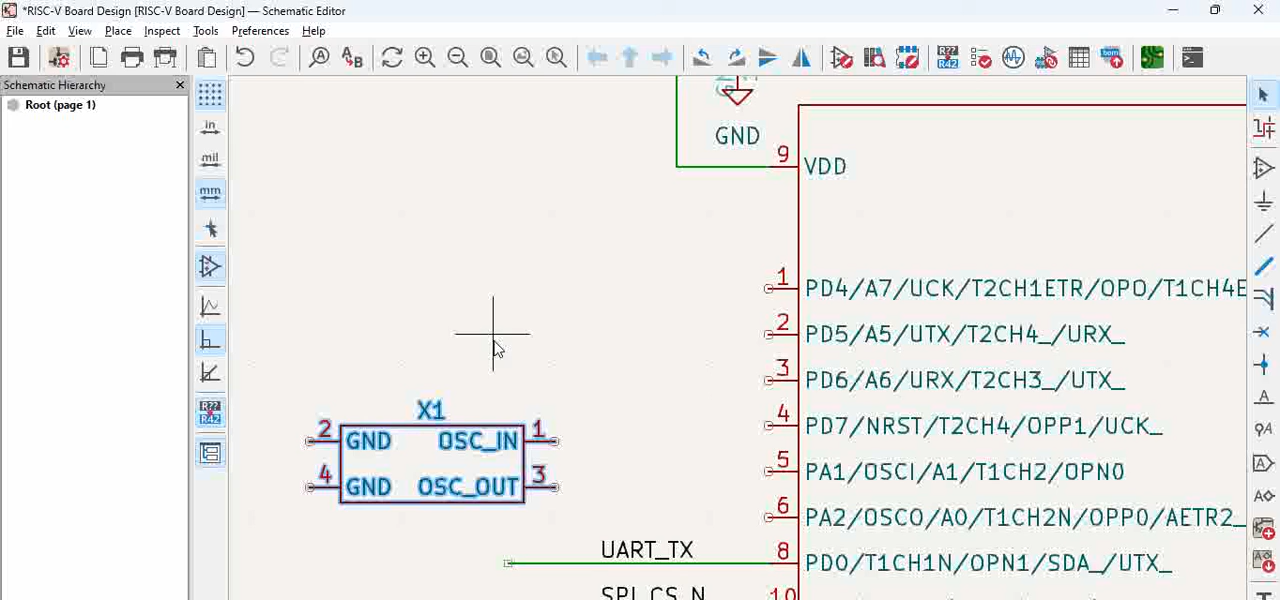 *RISC-V Board Design [RISC-V Board Design] — Schematic Editor
File Edit View Place Inspect Tools Preferences Help
Schematic Hierarchy
Root (page 1)
in
mil
mm
GND
9 VDD
1 PD4/A7/UCK/T2CH1ETR/OPO/T1CH4E
2 PD5/A5/UTX/T2CH4_/URX_
3 PD6/A6/URX/T2CH3_/UTX_
X1
4 PD7/NRST/T2CH4/OPP1/UCK_
2 GND OSC_IN 1
5 PA1/OSCI/A1/T1CH2/OPN0
4 GND OSC_OUT 3
6 PA2/OSCO/A0/T1CH2N/OPP0/AETR2_
UART_TX 8 PD0/T1CH1N/OPN1/SDA_/UTX_
SPI_CS_N 10